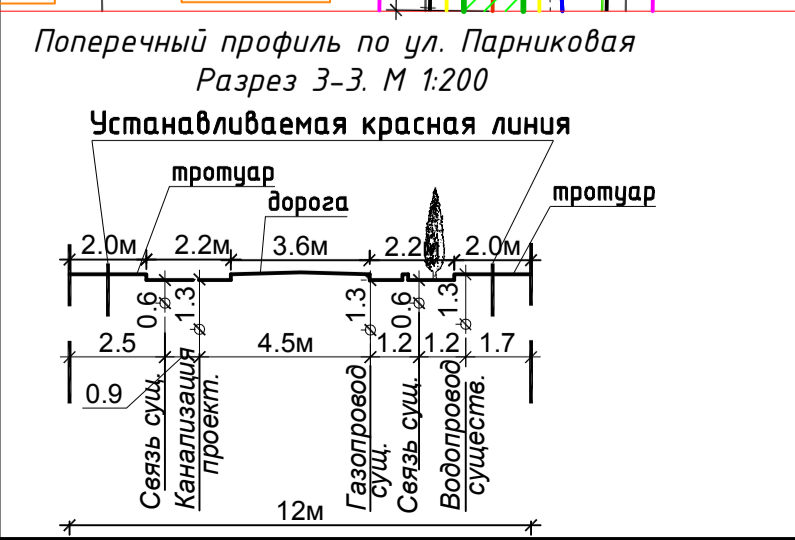 Поперечный профиль по ул. Парниковая
Разрез 3-3. М 1:200
Устанавливаемая красная линия
тротуар
дорога
тротуар
2.0м 2.2м 3.6м 2.2 2.0м
0.6 1.3 1.3 0.6 1.3
2.5 4.5м 1.2 1.2 1.7
0.9
Связь сущ.
Канализация
проект.
Газопровод
сущ.
Связь сущ.
Водопровод
существ.
12м